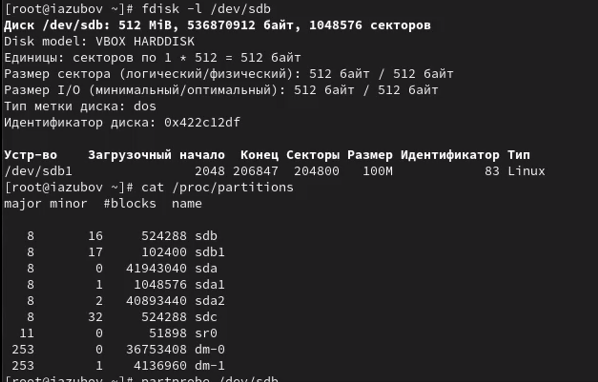 [root@iazubov ~]# fdisk -l /dev/sdb
Диск /dev/sdb: 512 MiB, 536870912 байт, 1048576 секторов
Disk model: VBOX HARDDISK
Единицы: секторов по 1 * 512 = 512 байт
Размер сектора (логический/физический): 512 байт / 512 байт
Размер I/O (минимальный/оптимальный): 512 байт / 512 байт
Тип метки диска: dos
Идентификатор диска: 0x422c12df
Устр-во Загрузочный начало Конец Секторы Размер Идентификатор Тип
/dev/sdb1 2048 206847 204800 100M 83 Linux
[root@iazubov ~]# cat /proc/partitions
major minor #blocks name
8 16 524288 sdb
8 17 102400 sdb1
8 0 41943040 sda
8 1 1048576 sda1
8 2 40893440 sda2
8 32 524288 sdc
11 0 51898 sr0
253 0 36753408 dm-0
253 1 4136960 dm-1
[root@iazubov ~]# partprobe /dev/sdb